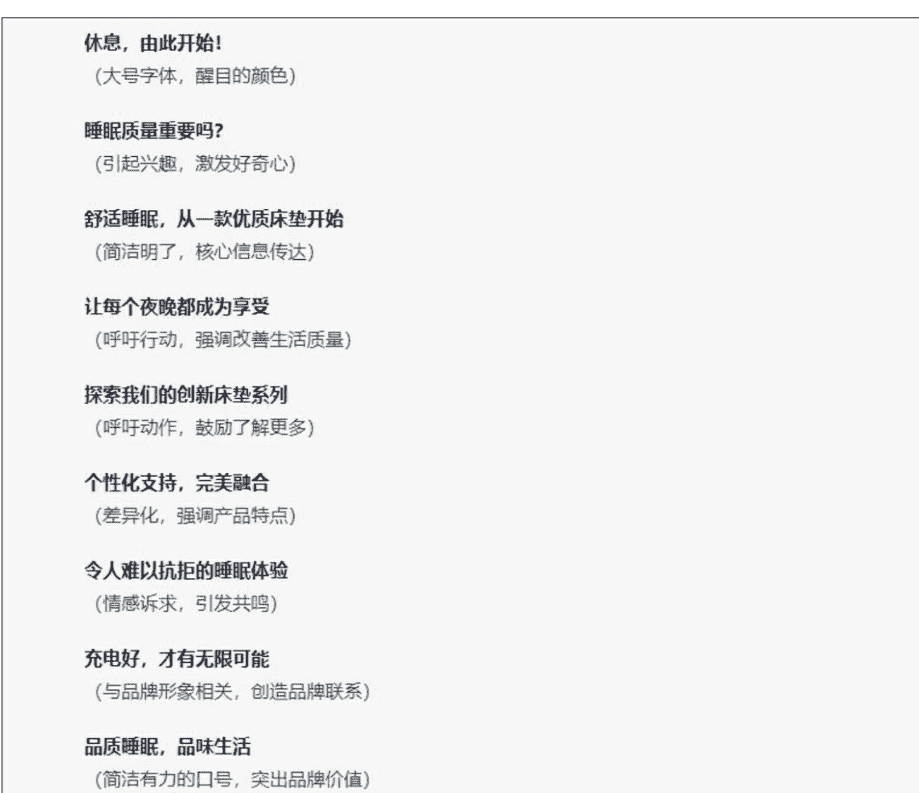 休息，由此开始！
（大号字体，醒目的颜色）
睡眠质量重要吗？
（引起兴趣，激发好奇心）
舒适睡眠，从一款优质床垫开始
（简洁明了，核心信息传达）
让每个夜晚都成为享受
（呼吁行动，强调改善生活质量）
探索我们的创新床垫系列
（呼吁动作，鼓励了解更多）
个性化支持，完美融合
（差异化，强调产品特点）
令人难以抗拒的睡眠体验
（情感诉求，引发共鸣）
充电好，才有无限可能
（与品牌形象相关，创造品牌联系）
品质睡眠，品味生活
（简洁有力的口号，突出品牌价值）